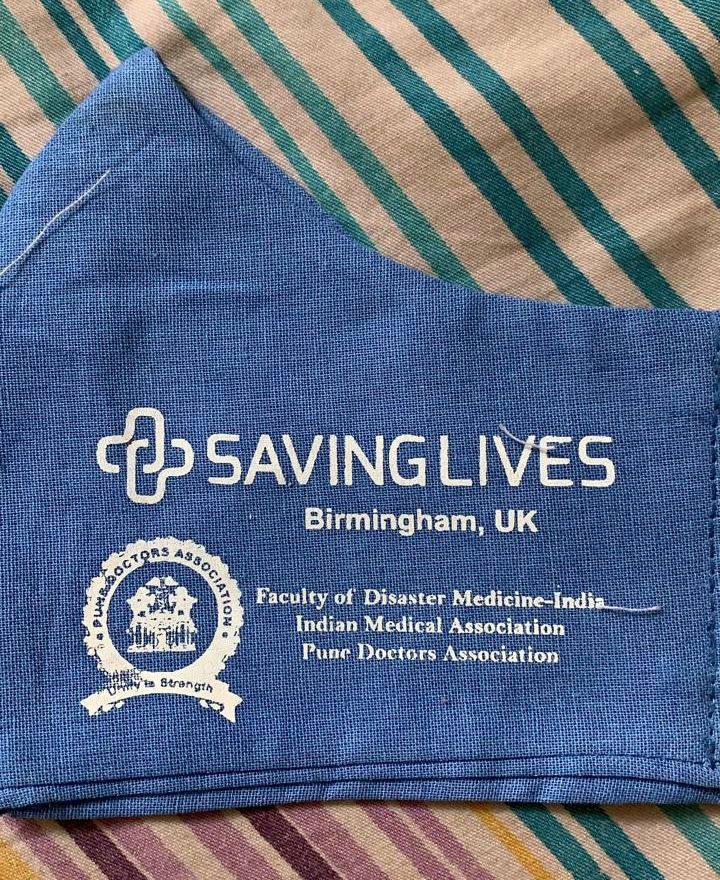 SAVING LIVES
Birmingham, UK
PUNE DOCTORS ASSOCIATION
Unity is Strength
Faculty of Disaster Medicine-India
Indian Medical Association
Pune Doctors Association